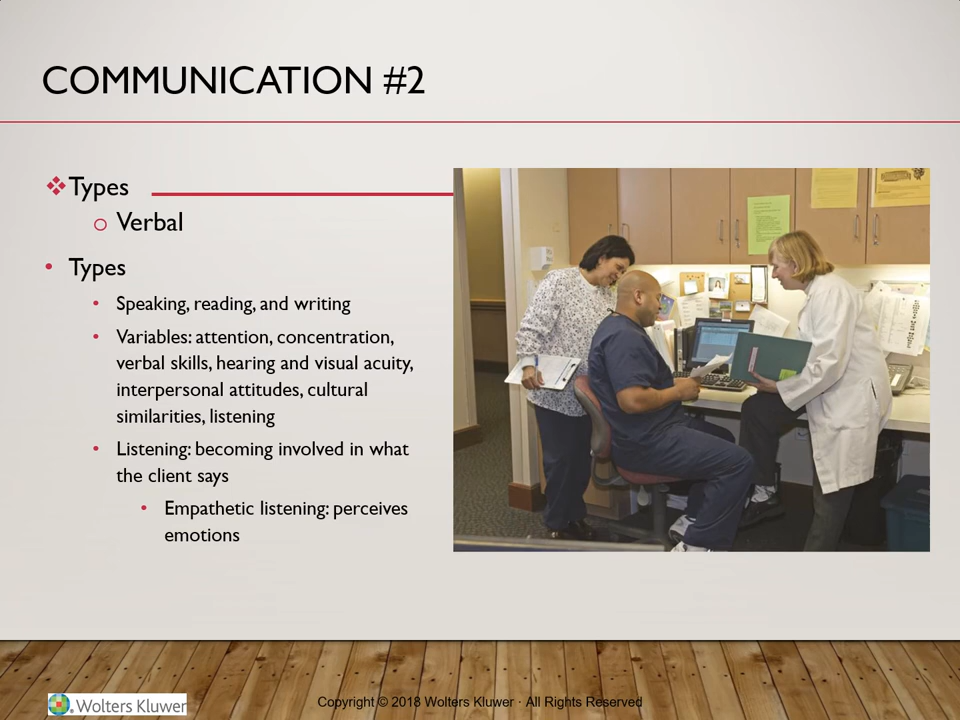 COMMUNICATION #2
Types
Verbal
Types
Speaking, reading, and writing
Variables: attention, concentration,
verbal skills, hearing and visual acuity,
interpersonal attitudes, cultural
similarities, listening
Listening: becoming involved in what
the client says
Empathetic listening: perceives
emotions
Wolters Kluwer
Copyright © 2018 Wolters Kluwer · All Rights Reserved